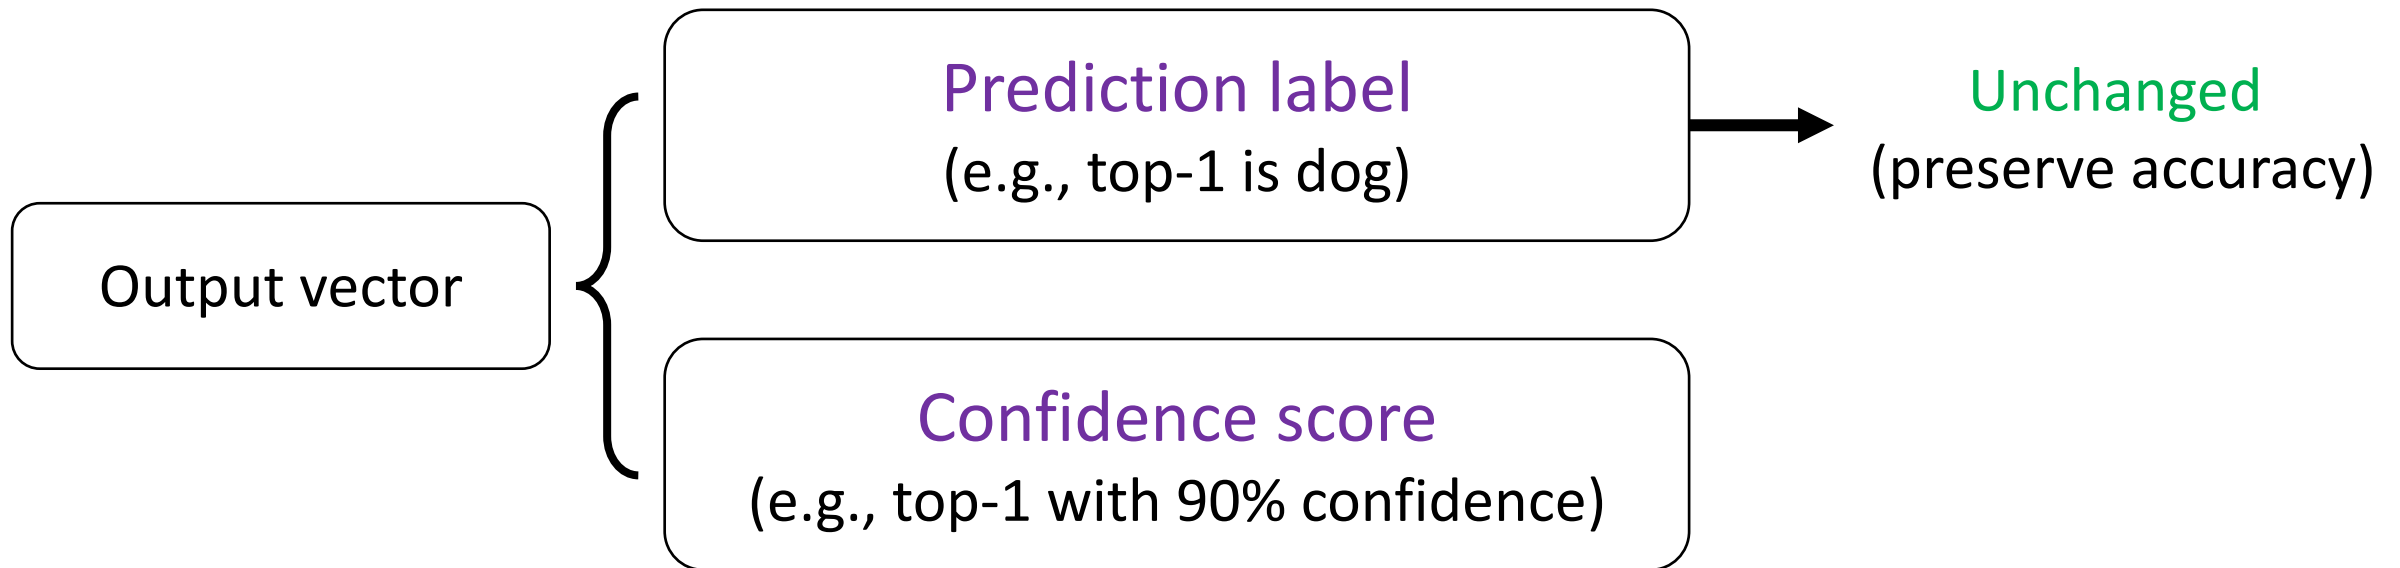 Output vector
Prediction label
(e.g., top-1 is dog)
Unchanged
(preserve accuracy)
Confidence score
(e.g., top-1 with 90% confidence)